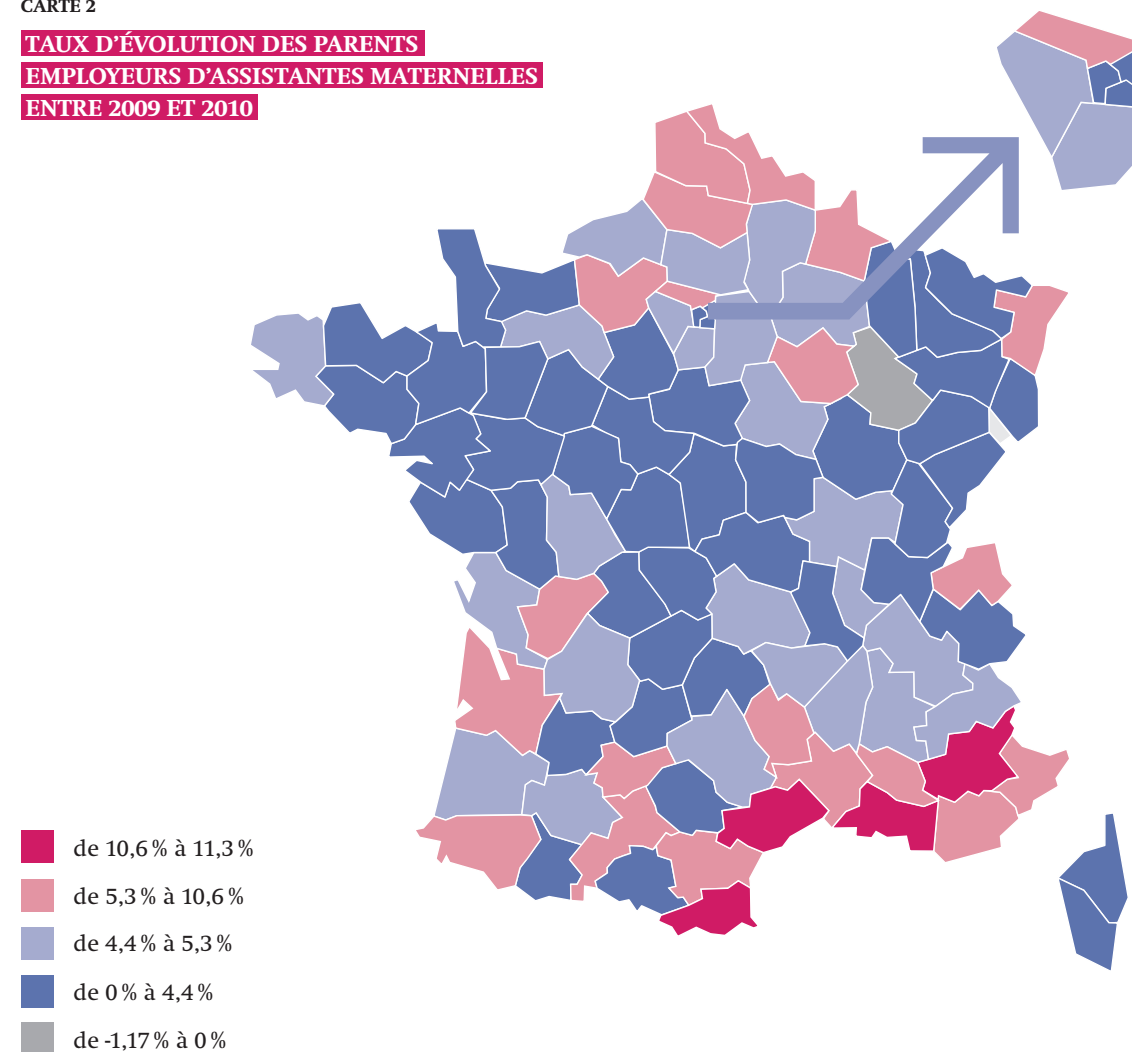 CARTE 2
TAUX D'ÉVOLUTION DES PARENTS
EMPLOYEURS D'ASSISTANTES MATERNELLES
ENTRE 2009 ET 2010
de 10,6 % à 11,3 %
de 5,3 % à 10,6 %
de 4,4 % à 5,3 %
de 0 % à 4,4 %
de -1,17 % à 0 %